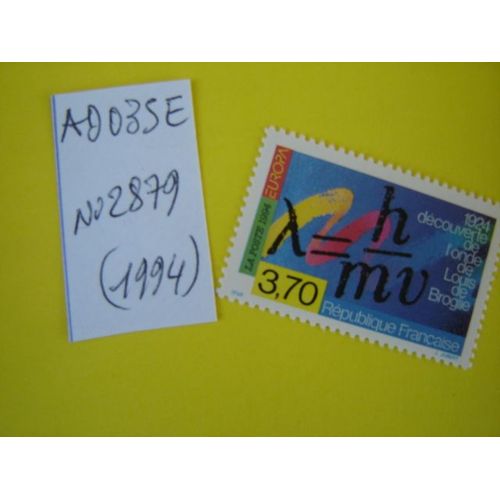 AD03SE
N°2879
(1994)
EUROPA
LA POSTE 1994
λ = h
mv
3,70
1924
découverte
de
l'onde
de
Louis
de
Broglie
République Française